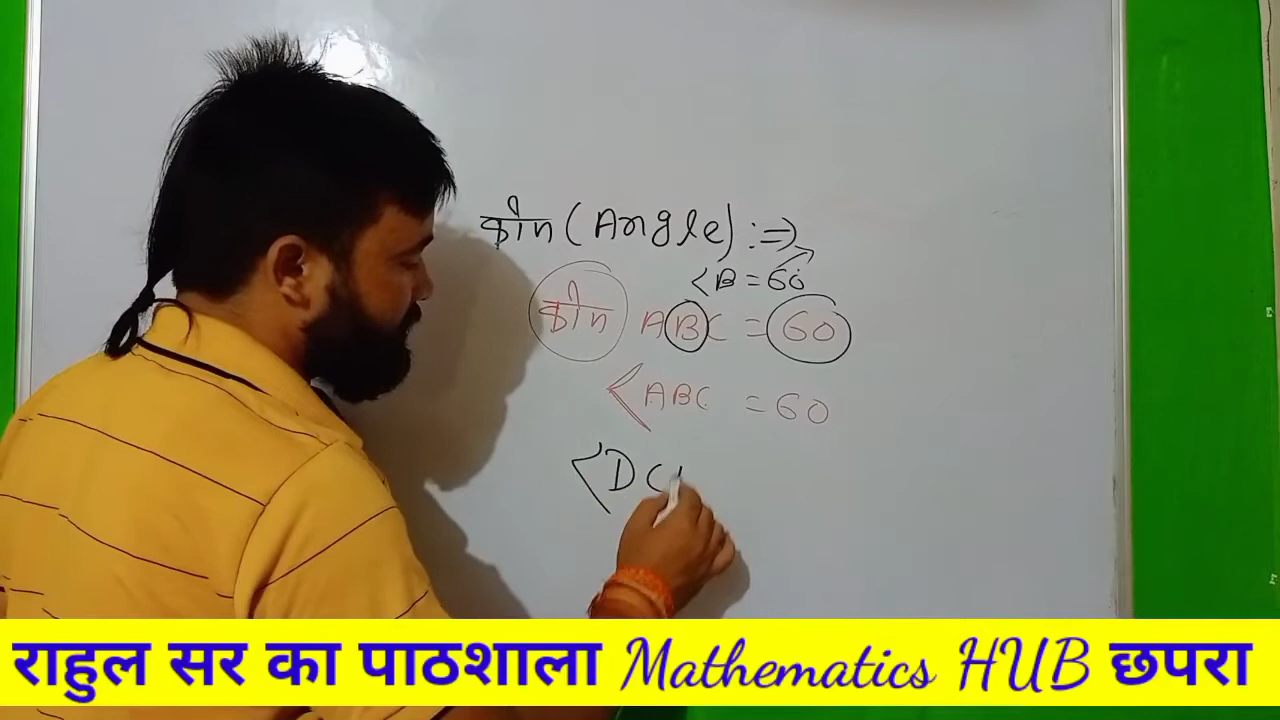 कोन (Angle) :⇒
<B = 60
कोन ABC = 60
<ABC = 60
<DC
राहुल सर का पाठशाला Mathematics HUB छपरा